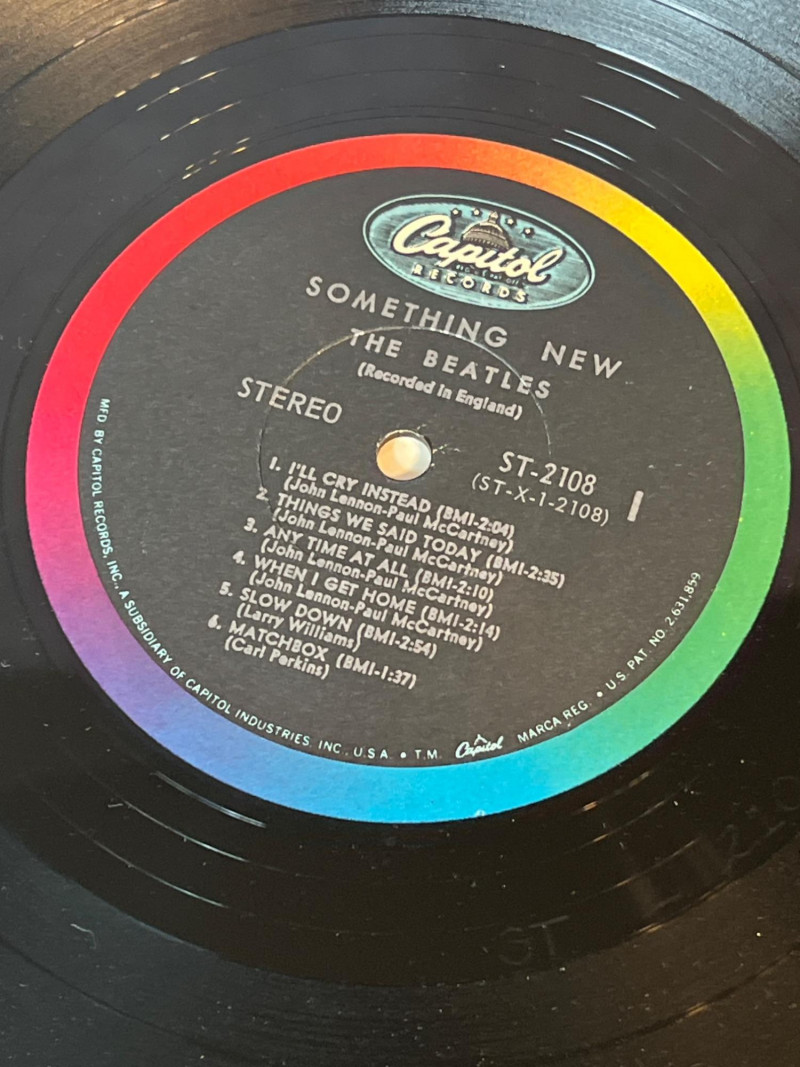 Capitol
RECORDS
SOMETHING NEW
THE BEATLES
(Recorded in England)
STEREO
ST-2108
(ST-X-1-2108)
1
1. I'LL CRY INSTEAD (BMI-2:04)
(John Lennon-Paul McCartney)
2. THINGS WE SAID TODAY (BMI-2:35)
(John Lennon-Paul McCartney)
3. ANY TIME AT ALL (BMI-2:10)
(John Lennon-Paul McCartney)
4. WHEN I GET HOME (BMI-2:14)
(John Lennon-Paul McCartney)
5. SLOW DOWN (BMI-2:54)
(Larry Williams)
6. MATCHBOX (BMI-1:37)
(Carl Perkins)
MFD. BY CAPITOL RECORDS, INC., A SUBSIDIARY OF CAPITOL INDUSTRIES, INC., U.S.A. • T.M. Capitol MARCA REG. • U.S. PAT. NO. 2,631,859
ST